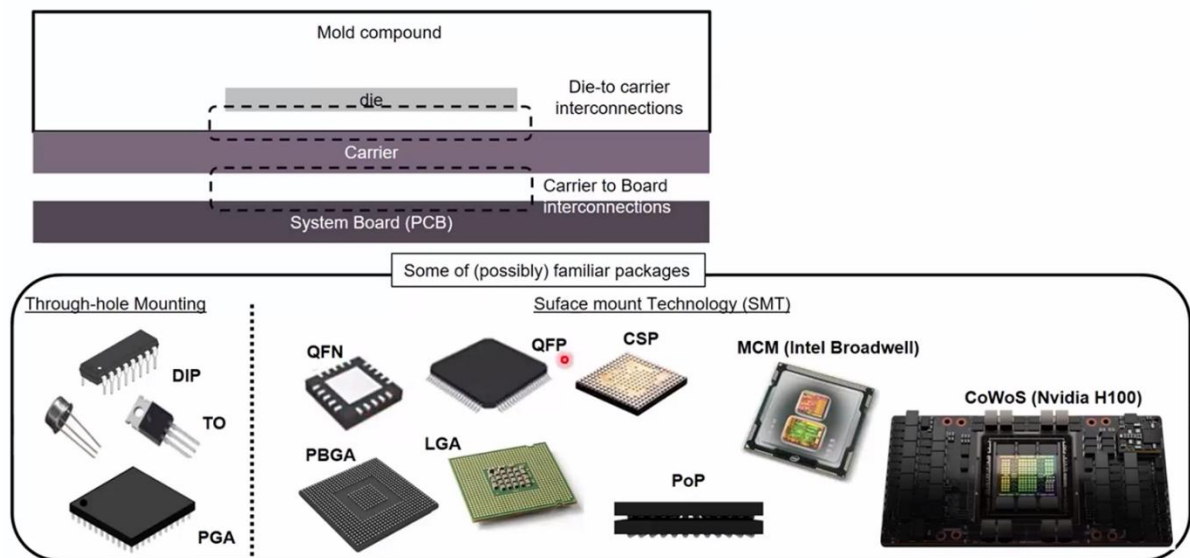 Mold compound
die
Die-to carrier
interconnections
Carrier
Carrier to Board
interconnections
System Board (PCB)
Some of (possibly) familiar packages
Through-hole Mounting
Suface mount Technology (SMT)
DIP
TO
PGA
QFN
QFP
CSP
MCM (Intel Broadwell)
CoWoS (Nvidia H100)
PBGA
LGA
PoP